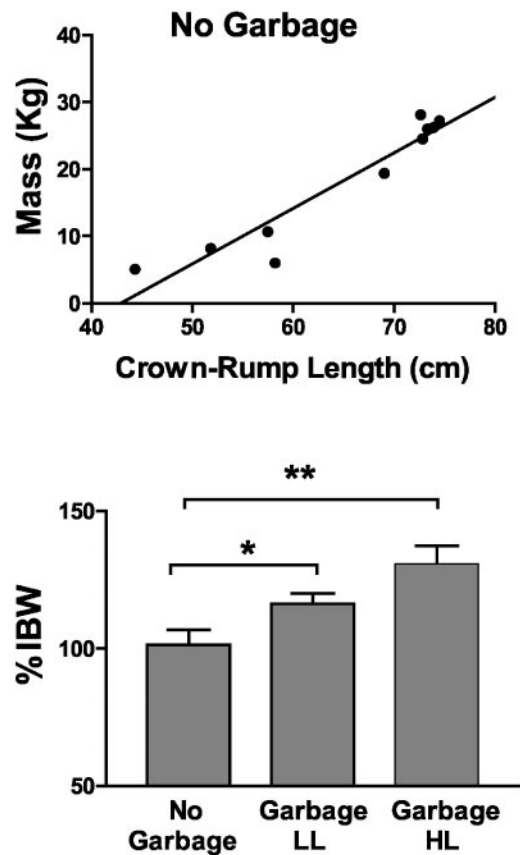 No Garbage
Mass (Kg)
40
30
20
10
0
40 50 60 70 80
Crown-Rump Length (cm)
%IBW
150
100
50
**
*
No Garbage Garbage
Garbage LL HL